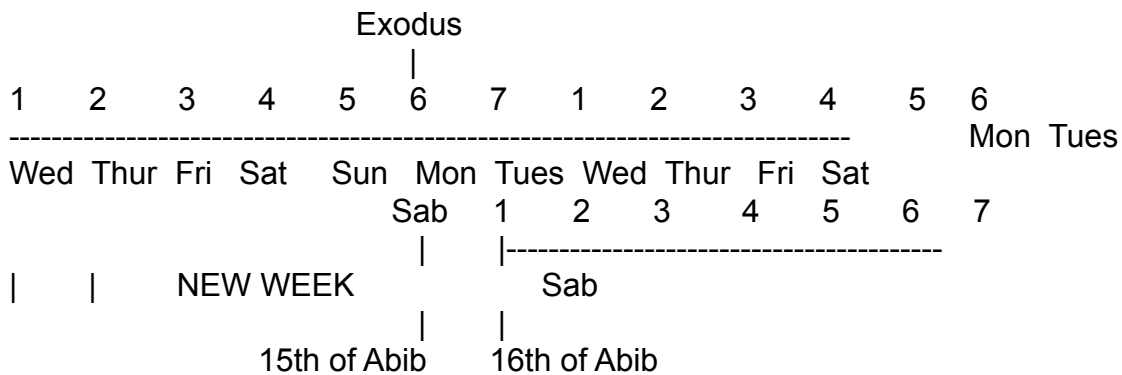 Exodus
|
1 2 3 4 5 6 7 1 2 3 4 5 6
-------------------------------------------------------------------------------- Mon Tues
Wed Thur Fri Sat Sun Mon Tues Wed Thur Fri Sat
Sab 1 2 3 4 5 6 7
| |------------------------------------------
| | NEW WEEK Sab
| |
15th of Abib 16th of Abib